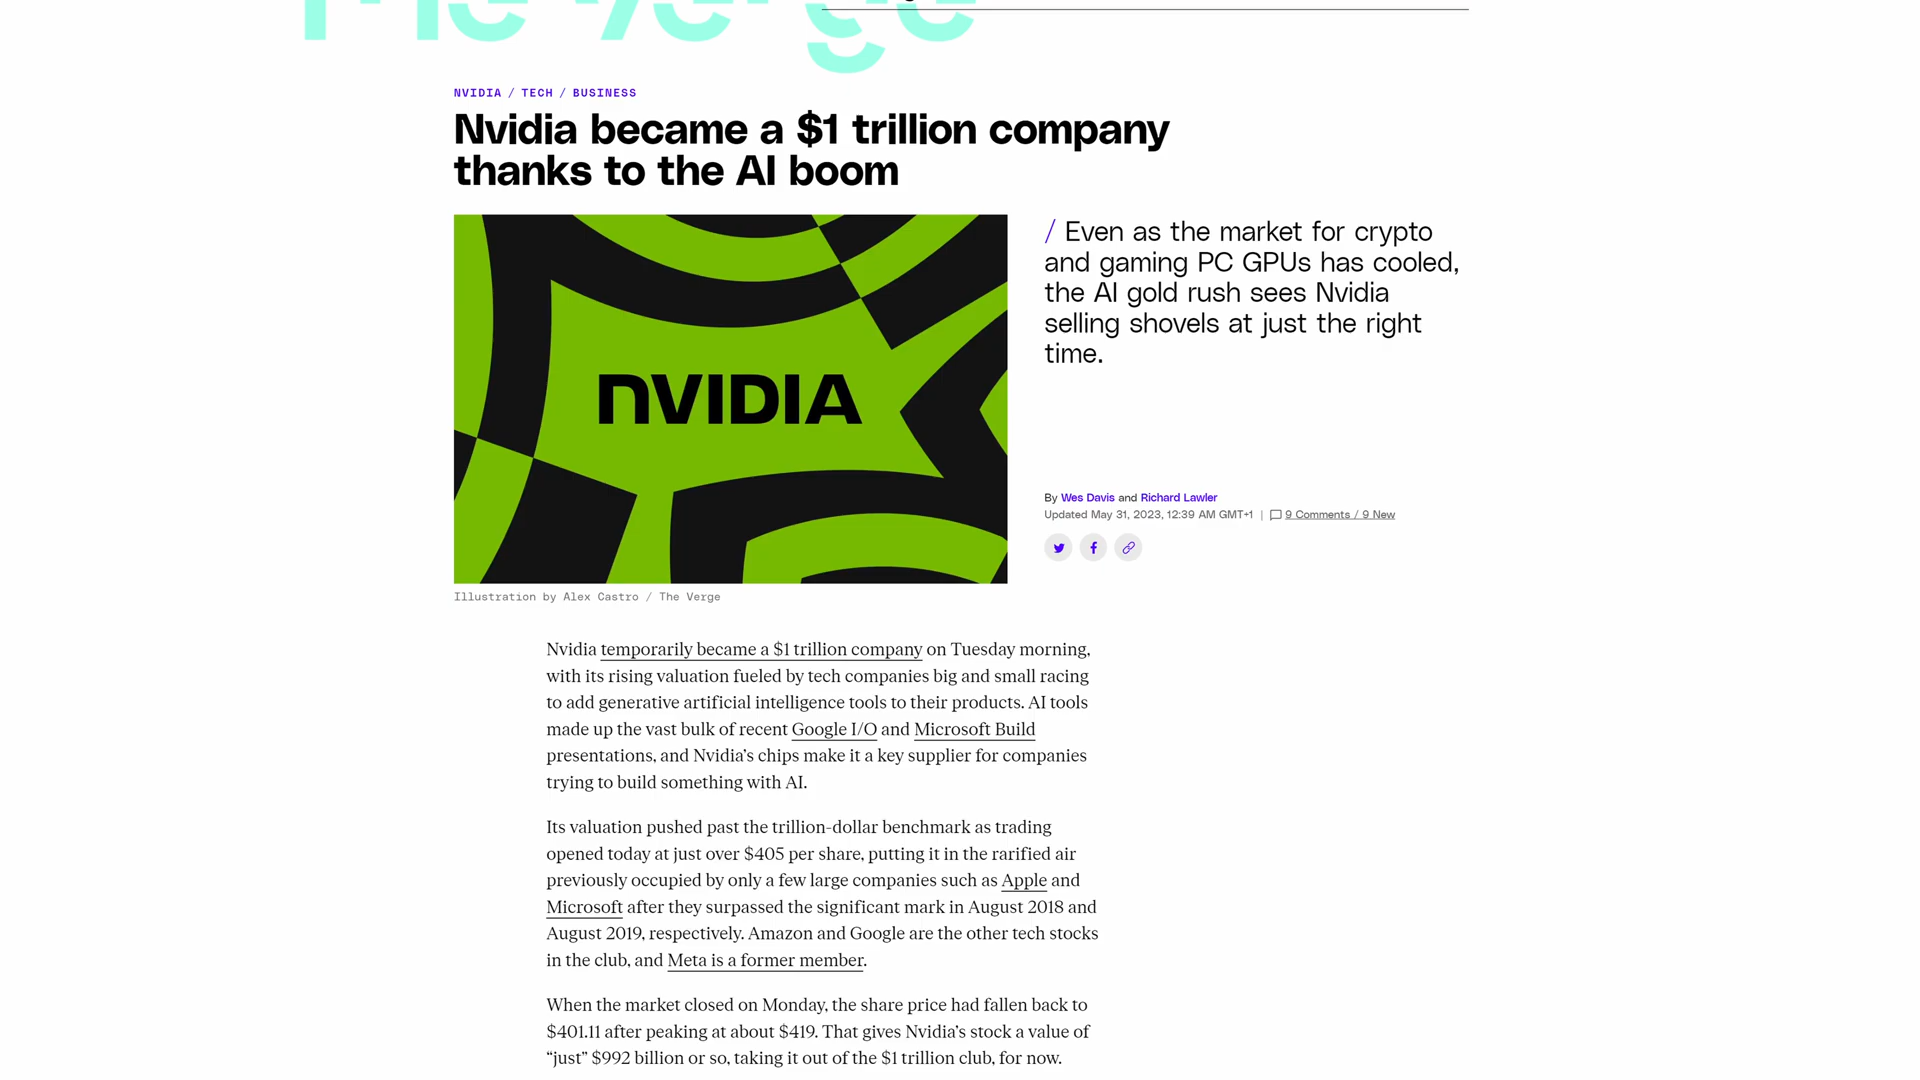 The Verge
NVIDIA / TECH / BUSINESS
Nvidia became a $1 trillion company
thanks to the AI boom
NVIDIA
/ Even as the market for crypto
and gaming PC GPUs has cooled,
the AI gold rush sees Nvidia
selling shovels at just the right
time.
By Wes Davis and Richard Lawler
Updated May 31, 2023, 12:39 AM GMT+1 | 9 Comments / 9 New
Illustration by Alex Castro / The Verge
Nvidia temporarily became a $1 trillion company on Tuesday morning,
with its rising valuation fueled by tech companies big and small racing
to add generative artificial intelligence tools to their products. AI tools
made up the vast bulk of recent Google I/O and Microsoft Build
presentations, and Nvidia’s chips make it a key supplier for companies
trying to build something with AI.
Its valuation pushed past the trillion-dollar benchmark as trading
opened today at just over $405 per share, putting it in the rarified air
previously occupied by only a few large companies such as Apple and
Microsoft after they surpassed the significant mark in August 2018 and
August 2019, respectively. Amazon and Google are the other tech stocks
in the club, and Meta is a former member.
When the market closed on Monday, the share price had fallen back to
$401.11 after peaking at about $419. That gives Nvidia’s stock a value of
“just” $992 billion or so, taking it out of the $1 trillion club, for now.